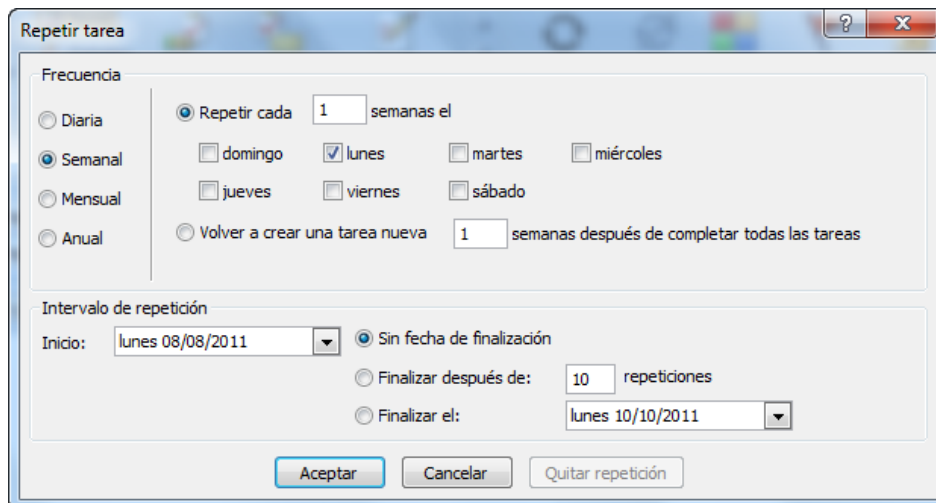 Repetir tarea
Frecuencia
Diaria
Semanal
Mensual
Anual
Repetir cada 1 semanas el
domingo lunes martes miércoles
jueves viernes sábado
Volver a crear una tarea nueva 1 semanas después de completar todas las tareas
Intervalo de repetición
Inicio: lunes 08/08/2011
Sin fecha de finalización
Finalizar después de: 10 repeticiones
Finalizar el: lunes 10/10/2011
Aceptar Cancelar Quitar repetición